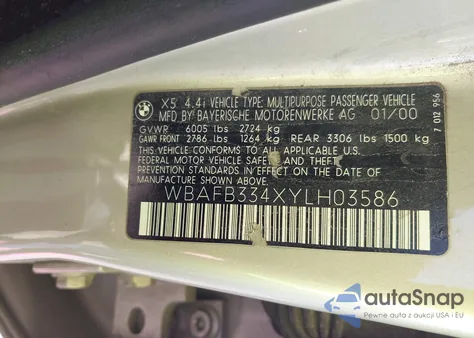 X5 4.4i VEHICLE TYPE: MULTIPURPOSE PASSENGER VEHICLE
MFD BY BAYERISCHE MOTORENWERKE AG 01/00
GVWR 6005 lbs 2724 kg
GAWR FRONT 2786 lbs 1264 kg REAR 3306 lbs 1500 kg
THIS VEHICLE CONFORMS TO ALL APPLICABLE
FEDERAL MOTOR VEHICLE SAFETY AND THEFT
PREVENTION STANDARDS IN EFFECT ON THE DATE
OF MANUFACTURE SHOWN ABOVE.
WBAFB334XYLH03586
7 012 956
autoSnap
Pewne auta z aukcji USA i EU